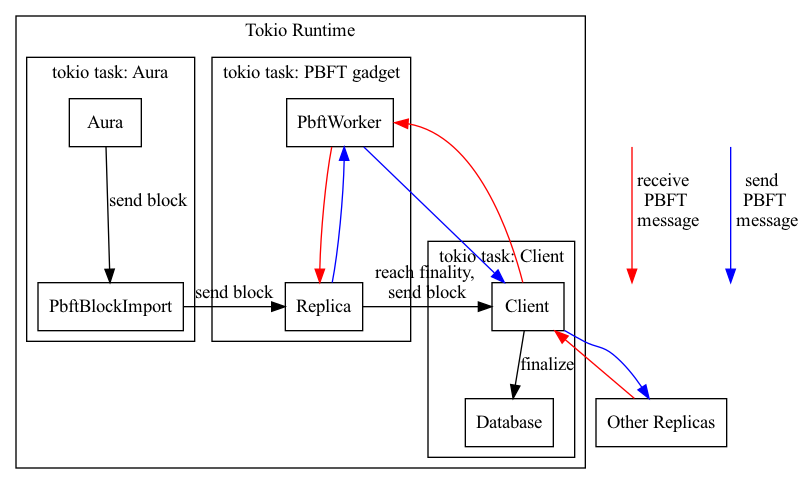 Tokio Runtime
tokio task: Aura
tokio task: PBFT gadget
Aura
PbftWorker
send block
receive
PBFT
message
send
PBFT
message
tokio task: Client
PbftBlockImport
send block
Replica
reach finality,
send block
Client
finalize
Database
Other Replicas